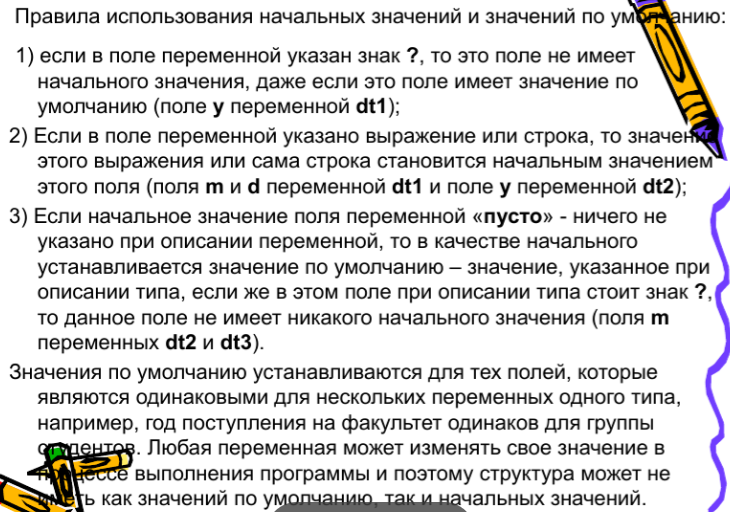 Правила использования начальных значений и значений по умолчанию:
1) если в поле переменной указан знак ?, то это поле не имеет
начального значения, даже если это поле имеет значение по
умолчанию (поле y переменной dt1);
2) Если в поле переменной указано выражение или строка, то значение
этого выражения или сама строка становится начальным значением
этого поля (поля m и d переменной dt1 и поле y переменной dt2);
3) Если начальное значение поля переменной «пусто» - ничего не
указано при описании переменной, то в качестве начального
устанавливается значение по умолчанию – значение, указанное при
описании типа, если же в этом поле при описании типа стоит знак ?,
то данное поле не имеет никакого начального значения (поля m
переменных dt2 и dt3).
Значения по умолчанию устанавливаются для тех полей, которые
являются одинаковыми для нескольких переменных одного типа,
например, год поступления на факультет одинаков для группы
студентов. Любая переменная может изменять свое значение в
процессе выполнения программы и поэтому структура может не
иметь как значений по умолчанию, так и начальных значений.